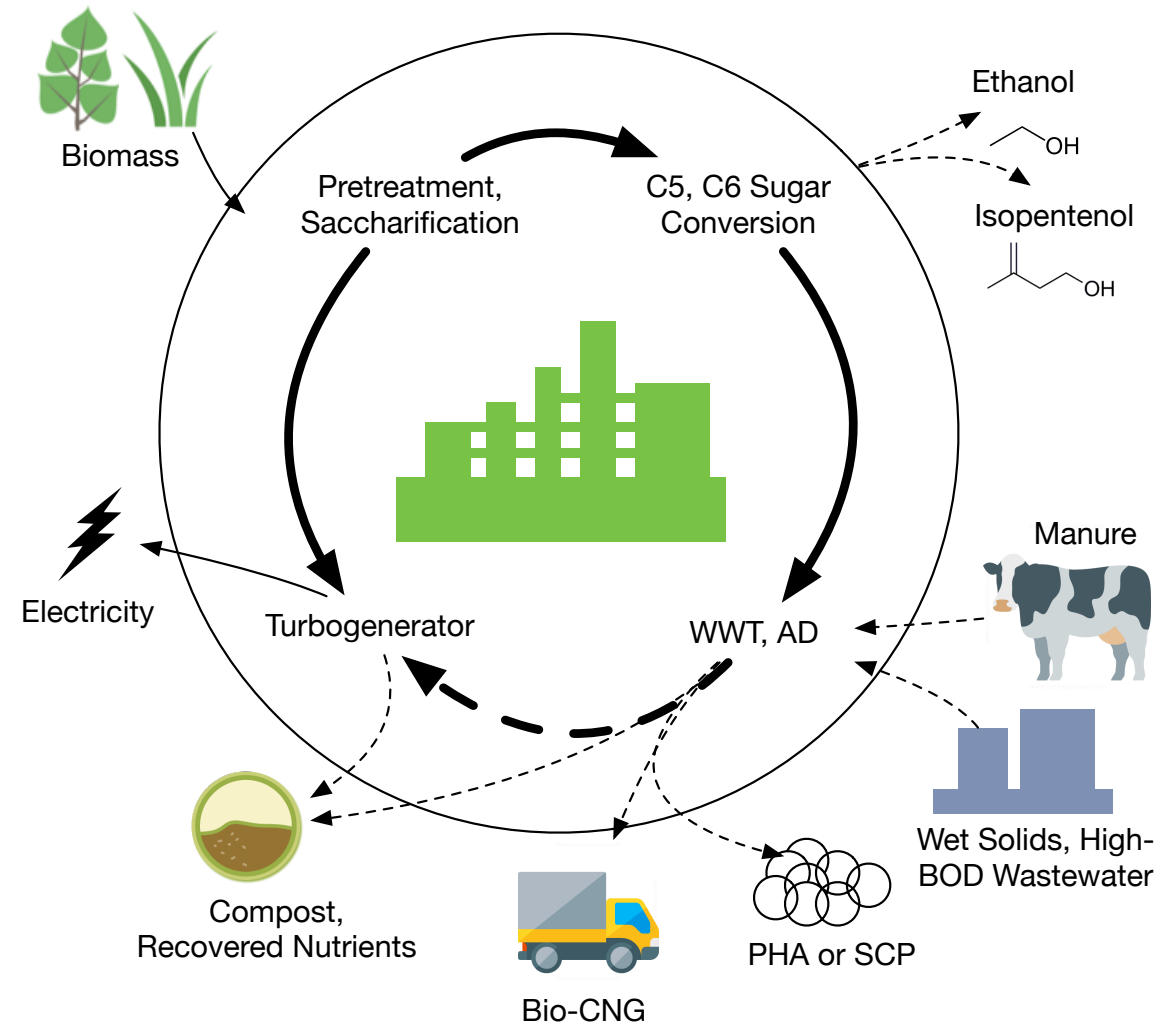 Ethanol
OH
Biomass
Pretreatment,
Saccharification
C5, C6 Sugar
Conversion
Isopentenol
OH
Manure
Electricity
Turbogenerator
WWT, AD
Wet Solids, High-
BOD Wastewater
Compost,
Recovered Nutrients
PHA or SCP
Bio-CNG